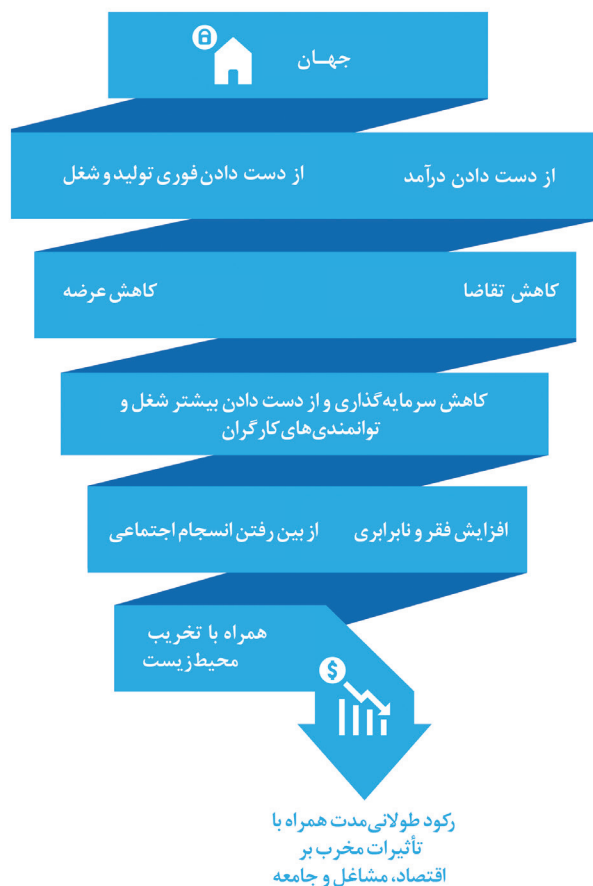 جهان
از دست دادن درآمد
از دست دادن فوری تولید و شغل
کاهش تقاضا
کاهش عرضه
کاهش سرمایه‌گذاری و از دست دادن بیشتر شغل و
توانمندی‌های کارگران
افزایش فقر و نابرابری
از بین رفتن انسجام اجتماعی
همراه با تخریب
محیط‌زیست
$
رکود طولانی‌مدت همراه با
تأثیرات مخرب بر
اقتصاد، مشاغل و جامعه